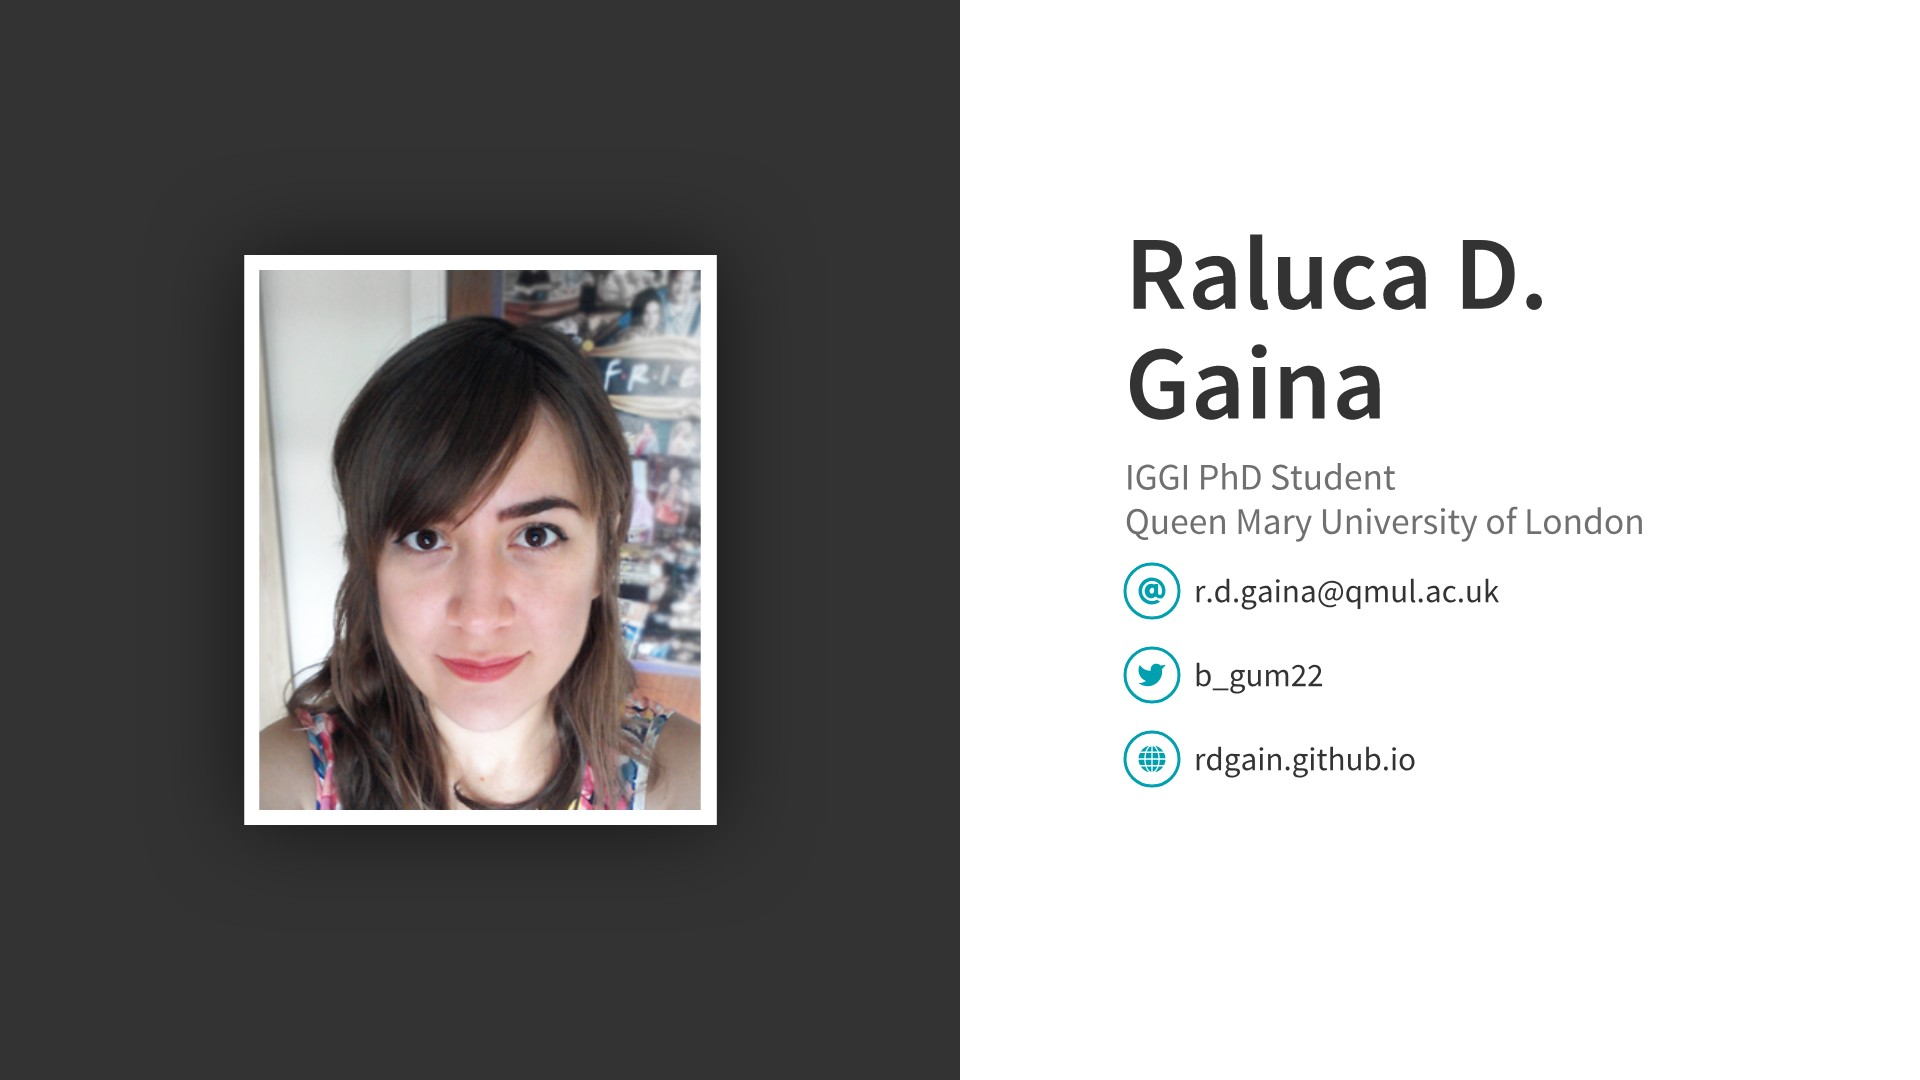 F.R.I.E
Raluca D.
Gaina
IGGI PhD Student
Queen Mary University of London
@ r.d.gaina@qmul.ac.uk
b_gum22
rdgain.github.io